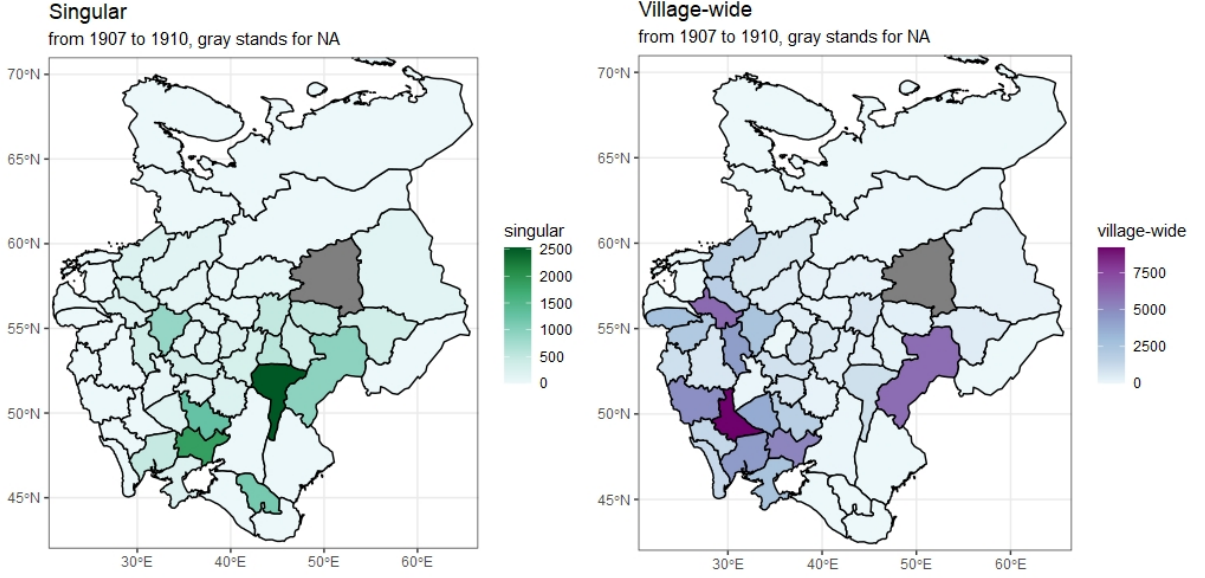 Singular
from 1907 to 1910, gray stands for NA
70°N
65°N
60°N
55°N
50°N
45°N
30°E
40°E
50°E
60°E
singular
2500
2000
1500
1000
500
0
Village-wide
from 1907 to 1910, gray stands for NA
70°N
65°N
60°N
55°N
50°N
45°N
30°E
40°E
50°E
60°E
village-wide
7500
5000
2500
0